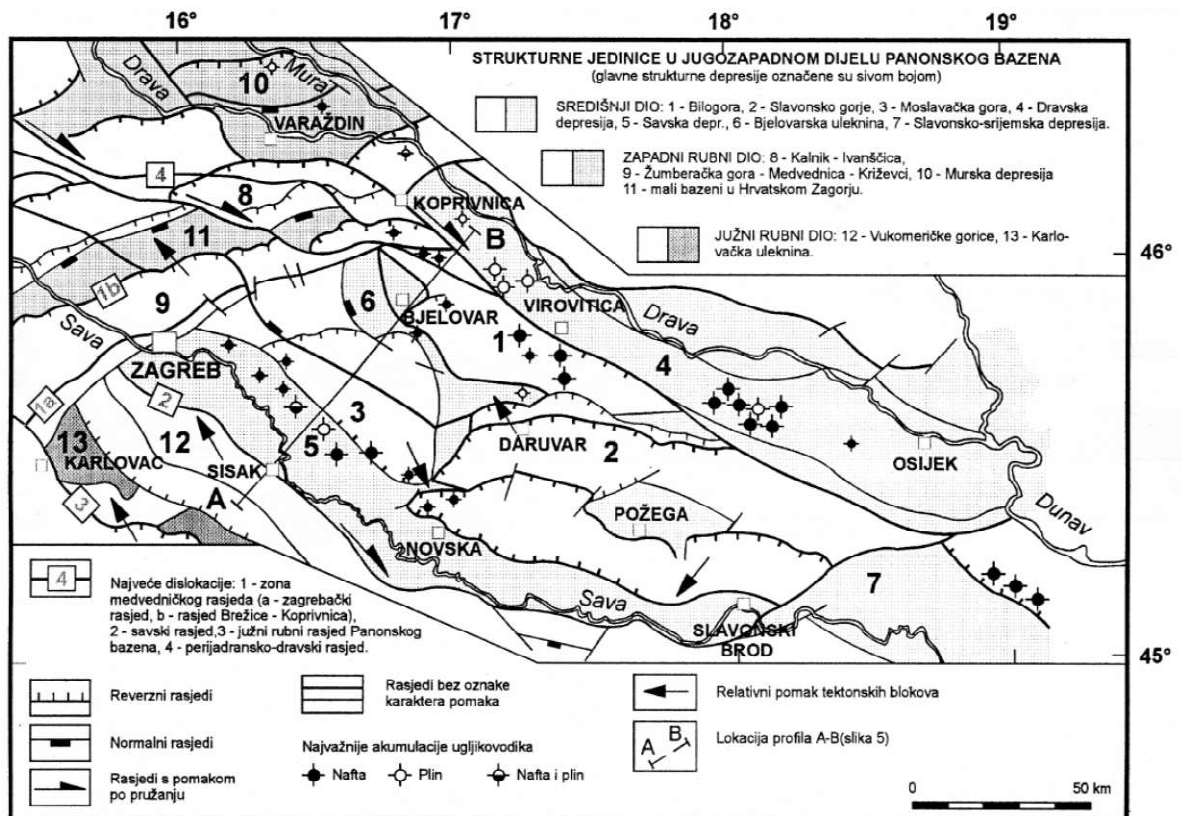 16° 17° 18° 19°
STRUKTURNE JEDINICE U JUGOZAPADNOM DIJELU PANONSKOG BAZENA
(glavne strukturne depresije označene su sivom bojom)
SREDIŠNJI DIO: 1 - Bilogora, 2 - Slavonsko gorje, 3 - Moslavačka gora, 4 - Dravska
depresija, 5 - Savska depr., 6 - Bjelovarska uleknina, 7 - Slavonsko-srijemska depresija.
ZAPADNI RUBNI DIO: 8 - Kalnik - Ivanščica,
9 - Žumberačka gora - Medvednica - Križevci, 10 - Murska depresija
11 - mali bazeni u Hrvatskom Zagorju.
JUŽNI RUBNI DIO: 12 - Vukomeričke gorice, 13 - Karlo-
vačka uleknina.
Drava
Mura
10
VARAŽDIN
4
8
KOPRIVNICA
B
11
46°
1b
9
6
BJELOVAR
VIROVITICA
Drava
Sava
1
4
ZAGREB
1a
2
3
13
12
KARLOVAC
SISAK
5
DARUVAR
2
OSIJEK
A
3
POŽEGA
Dunav
NOVSKA
7
Sava
SLAVONSKI
BROD
45°
4
Najveće dislokacije: 1 - zona
medvedničkog rasjeda (a - zagrebački
rasjed, b - rasjed Brežice - Koprivnica),
2 - savski rasjed,3 - južni rubni rasjed Panonskog
bazena, 4 - perijadransko-dravski rasjed.
Reverzni rasjedi
Normalni rasjedi
Rasjedi s pomakom
po pružanju
Rasjedi bez oznake
karaktera pomaka
Najvažnije akumulacije ugljikovodika
Nafta Plin Nafta i plin
Relativni pomak tektonskih blokova
A B
Lokacija profila A-B(slika 5)
0 50 km